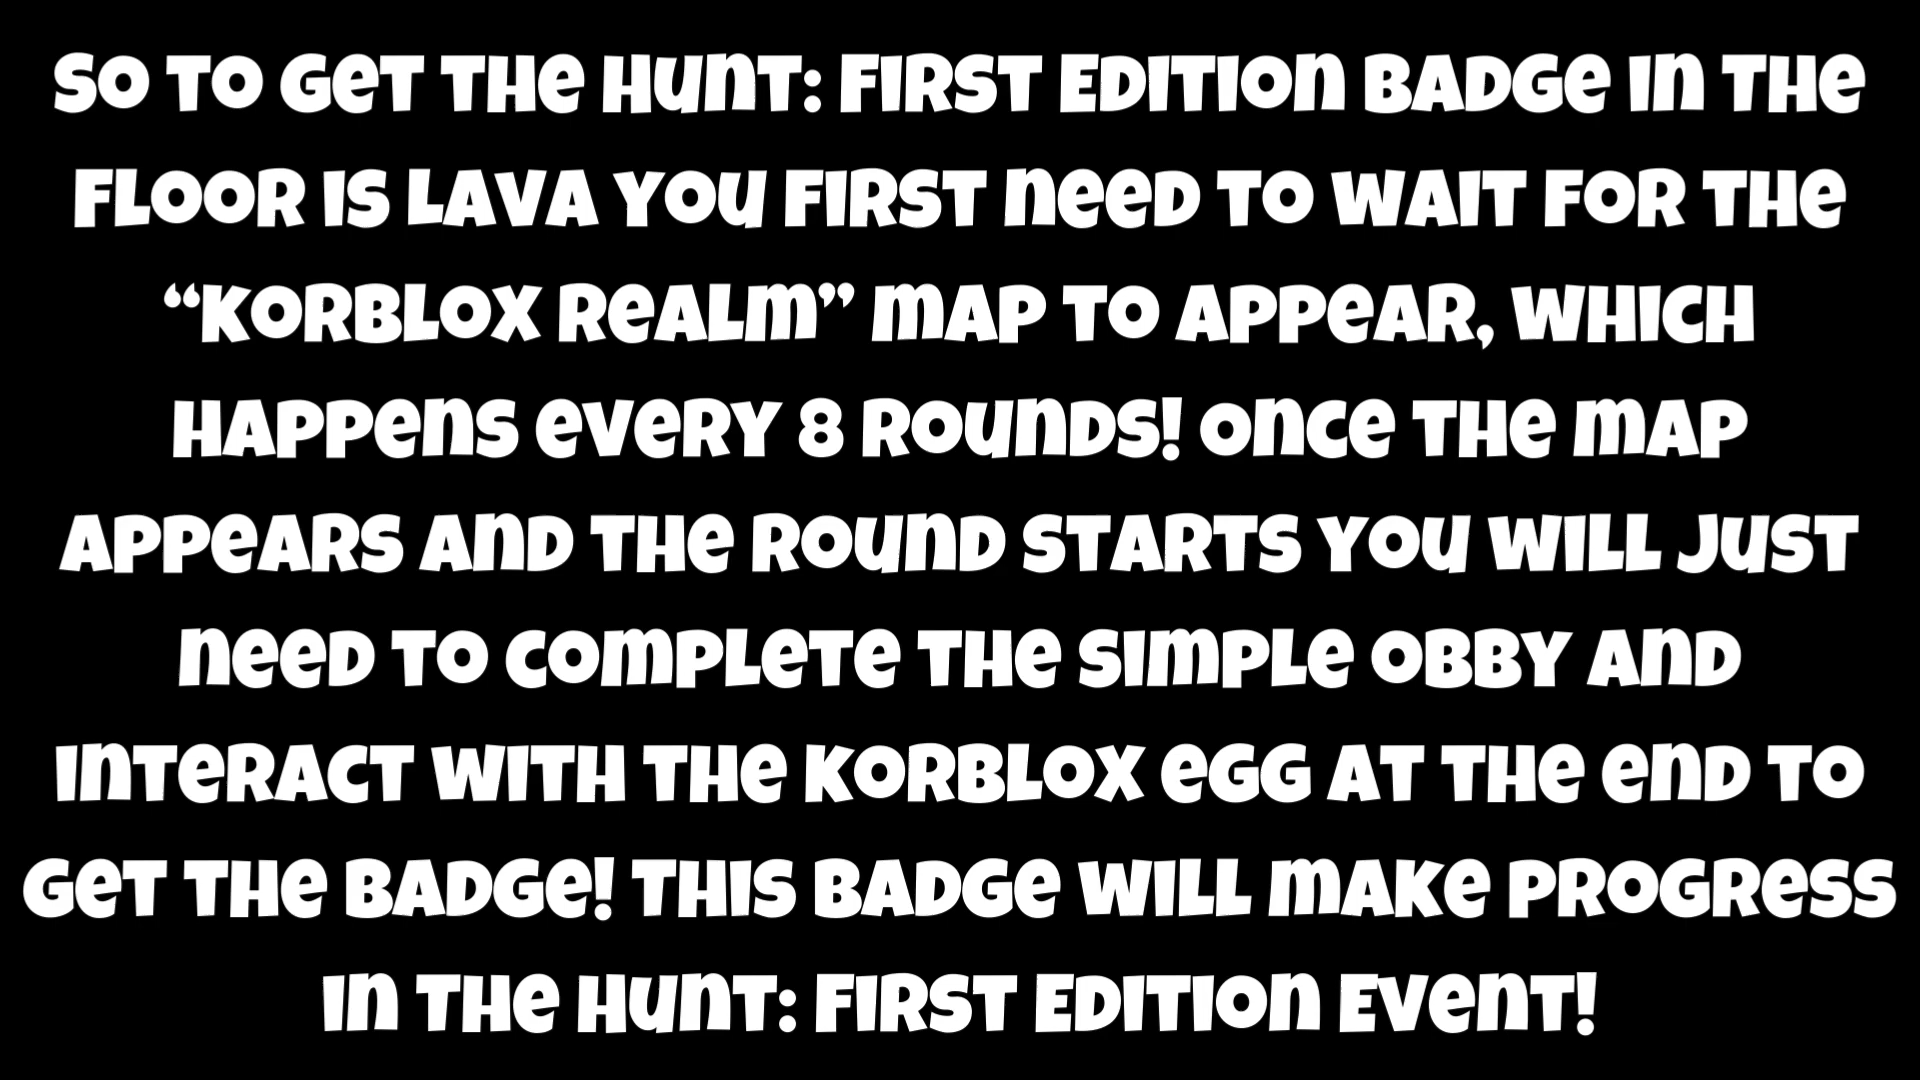 So to get The Hunt: First Edition Badge in The
Floor Is LAVA you first need to wait for the
“Korblox Realm” map to appear, which
happens every 8 rounds! Once the map
appears and the round starts you will just
need to complete the simple obby and
interact with the Korblox egg at the end to
get the badge! This badge will make progress
in The Hunt: First Edition Event!